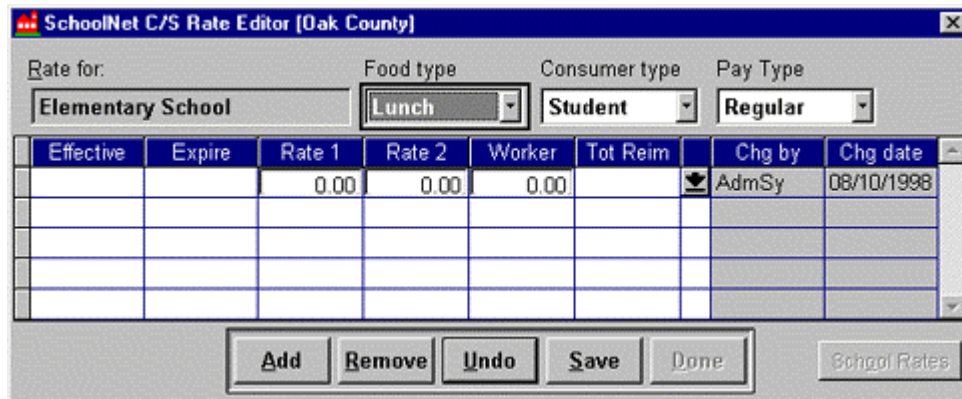 SchoolNet C/S Rate Editor [Oak County]
Rate for: Food type Consumer type Pay Type
Elementary School Lunch Student Regular
Effective Expire Rate 1 Rate 2 Worker Tot Reim Chg by Chg date
0.00 0.00 0.00 AdmSy 08/10/1998
Add Remove Undo Save Done School Rates